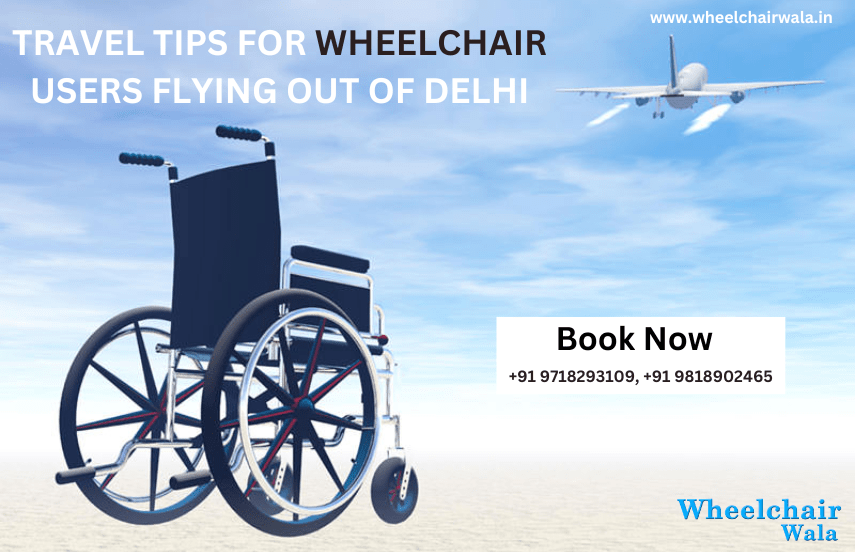 www.wheelchairwala.in
TRAVEL TIPS FOR WHEELCHAIR
USERS FLYING OUT OF DELHI
Book Now
+91 9718293109, +91 9818902465
Wheelchair
Wala